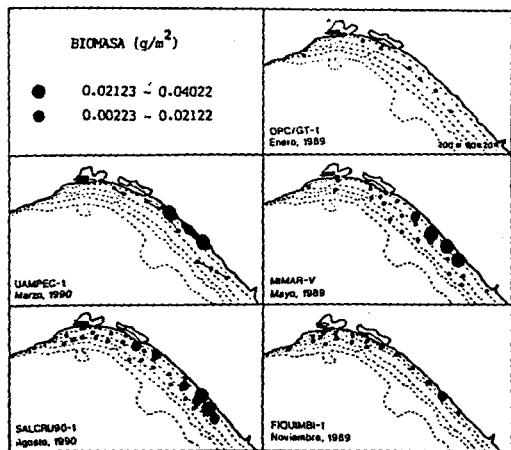 BIOMASA (g/m²)
0.02123 - 0.04022
0.00223 - 0.02122
OPC/GT-1
Enero, 1989
UAMPEC-1
Marzo, 1990
MIMAR-V
Mayo, 1989
SALCRU90-1
Agosto, 1990
FIQUIMBI-1
Noviembre, 1989